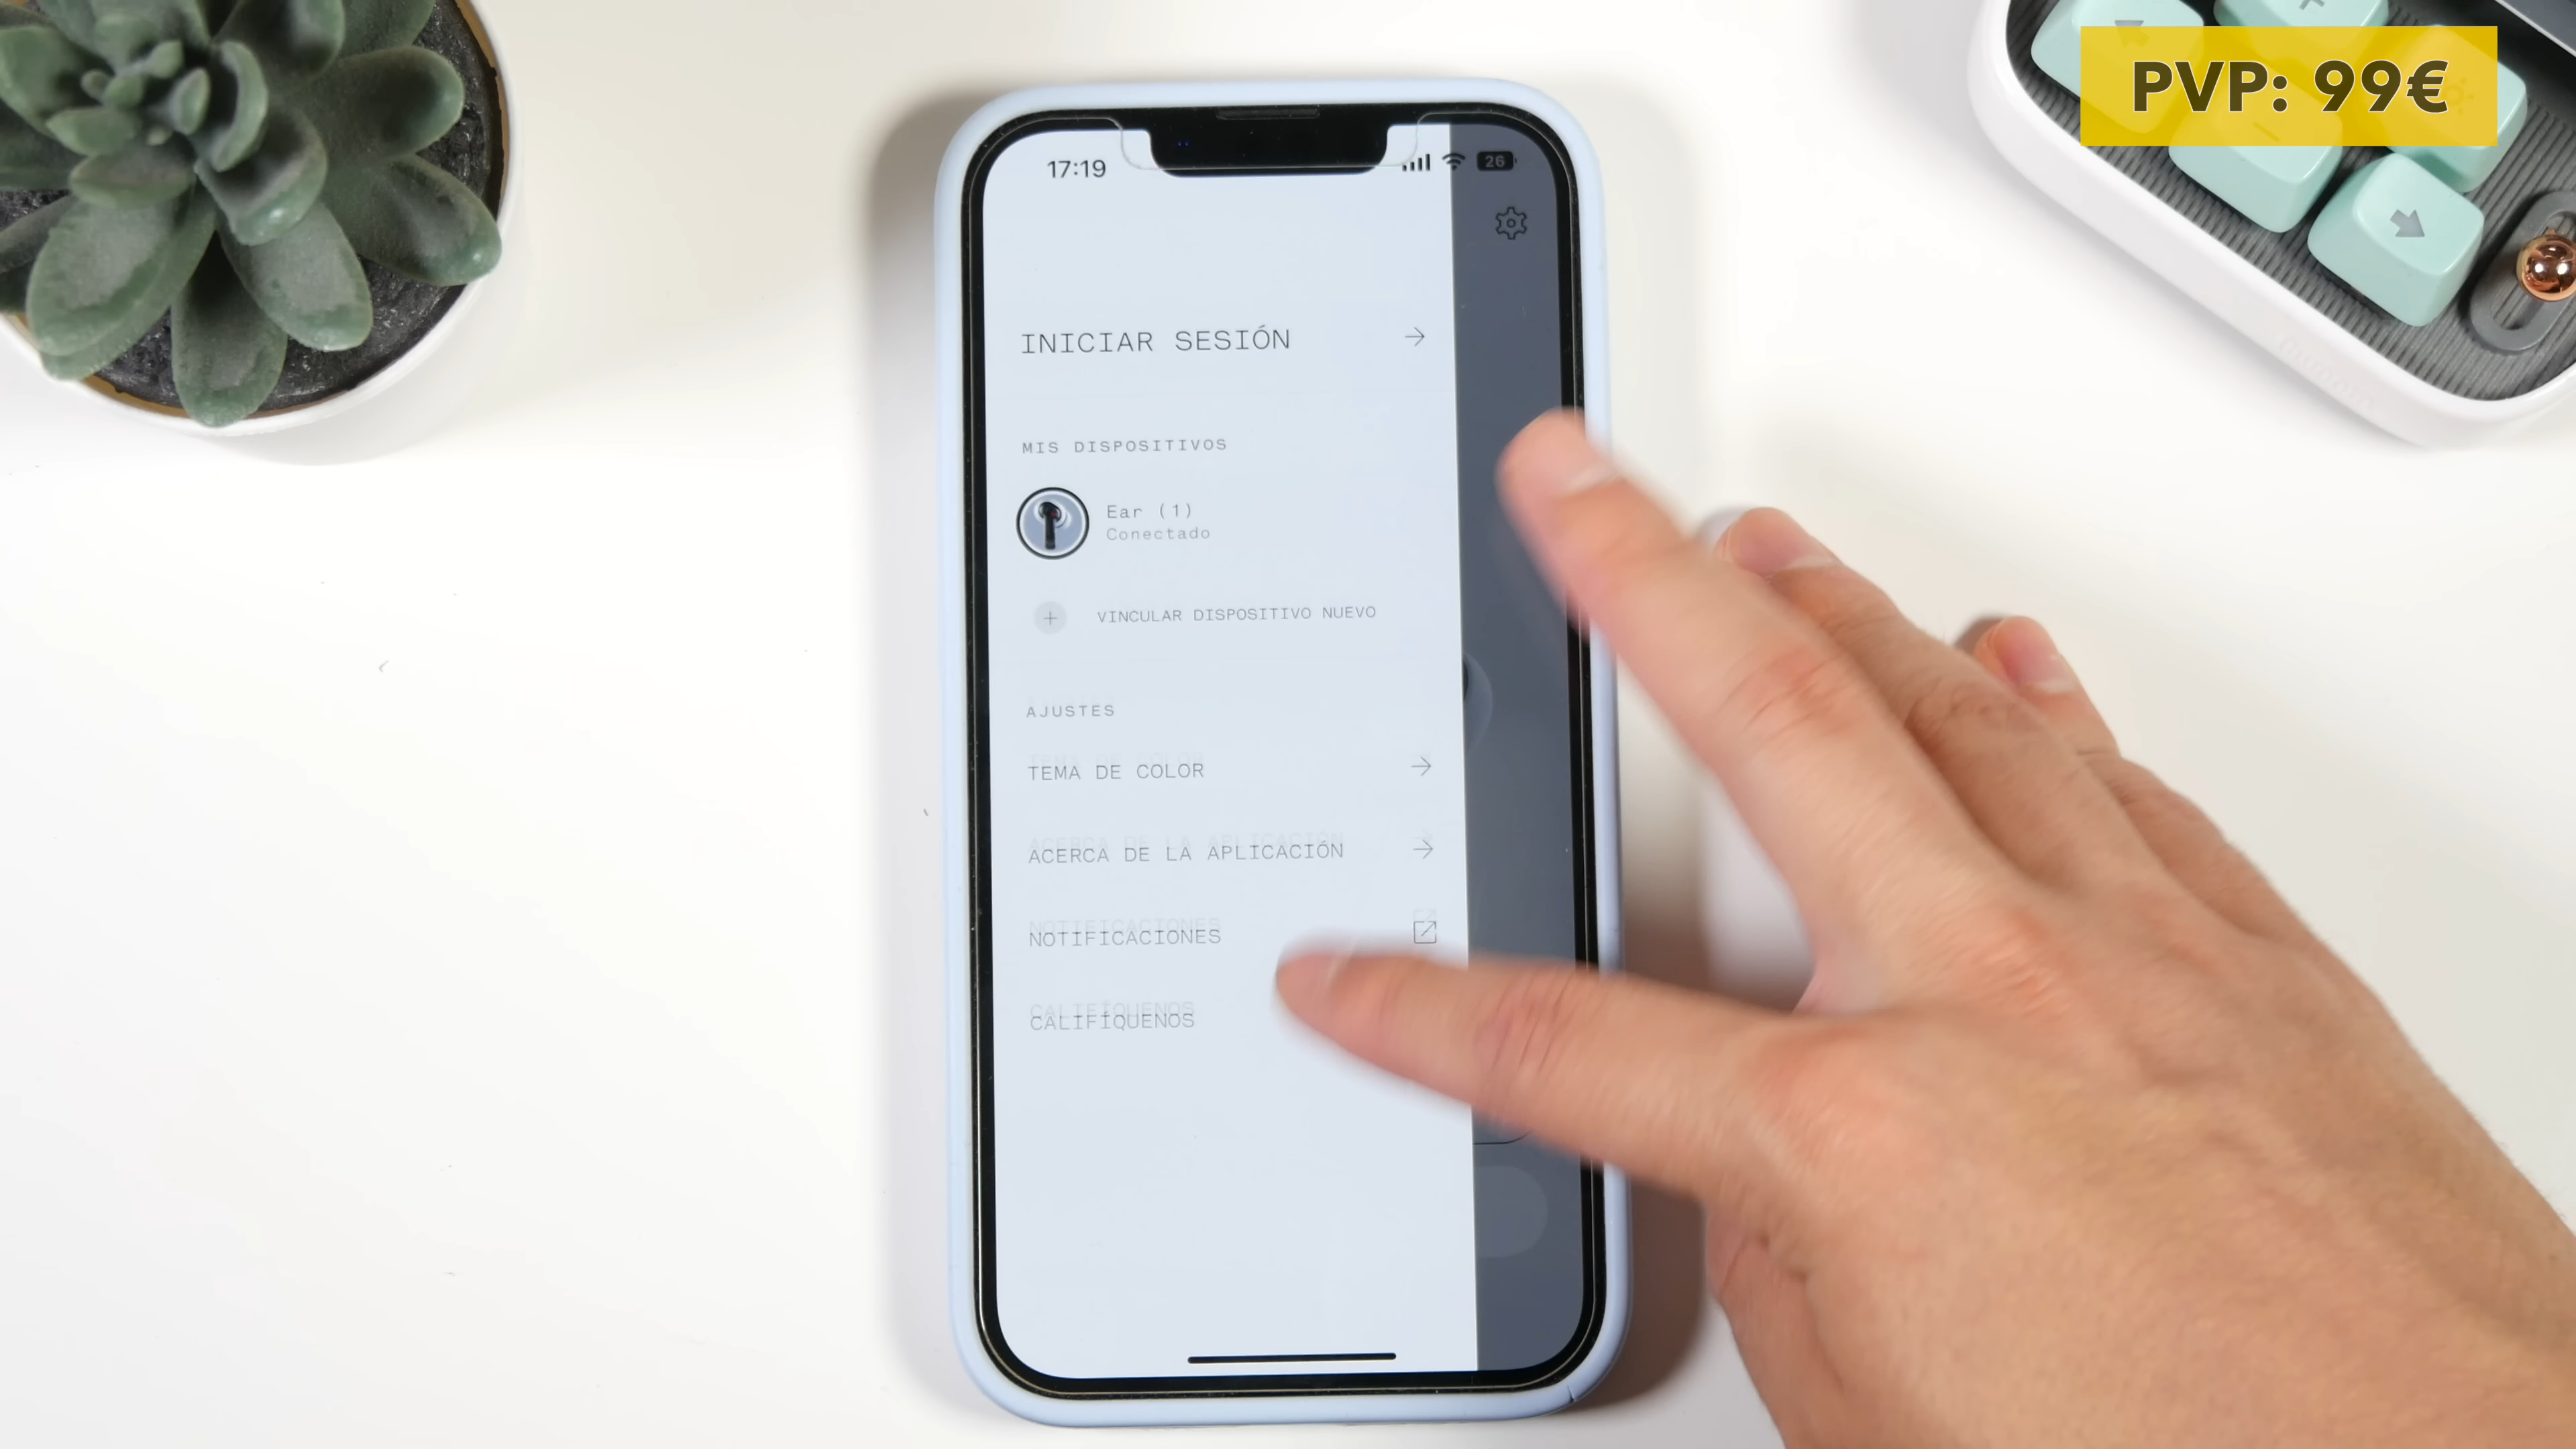 PVP: 99€
17:19
26
INICIAR SESIÓN
MIS DISPOSITIVOS
Ear (1)
Conectado
VINCULAR DISPOSITIVO NUEVO
AJUSTES
TEMA DE COLOR
ACERCA DE LA APLICACIÓN
NOTIFICACIONES
CALIFÍQUENOS